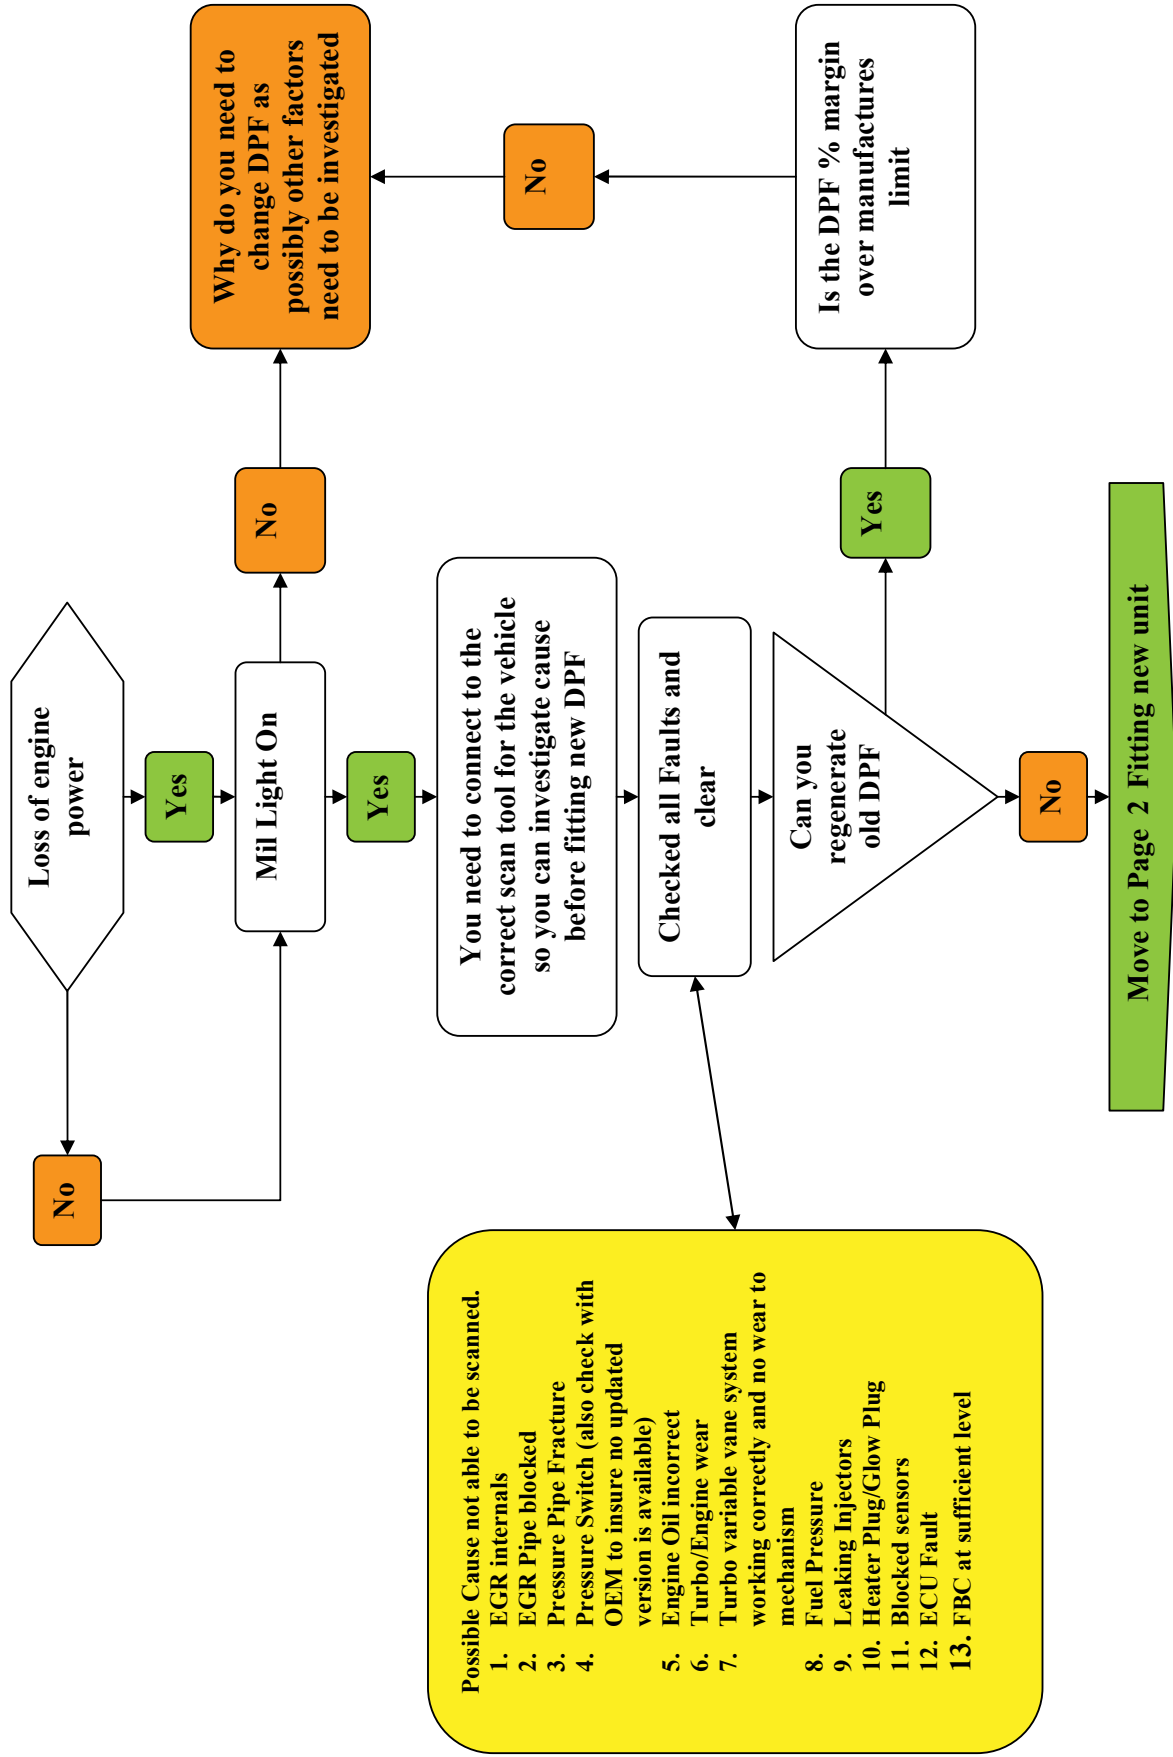 Loss of engine
power
No
Yes
Mil Light On
No
Why do you need to
change DPF as
possibly other factors
need to be investigated
Yes
You need to connect to the
correct scan tool for the vehicle
so you can investigate cause
before fitting new DPF
No
Possible Cause not able to be scanned.
1. EGR internals
2. EGR Pipe blocked
3. Pressure Pipe Fracture
4. Pressure Switch (also check with
OEM to insure no updated
version is available)
5. Engine Oil incorrect
6. Turbo/Engine wear
7. Turbo variable vane system
working correctly and no wear to
mechanism
8. Fuel Pressure
9. Leaking Injectors
10. Heater Plug/Glow Plug
11. Blocked sensors
12. ECU Fault
13. FBC at sufficient level
Checked all Faults and
clear
Can you
regenerate
old DPF
Yes
Is the DPF % margin
over manufactures
limit
No
Move to Page 2 Fitting new unit